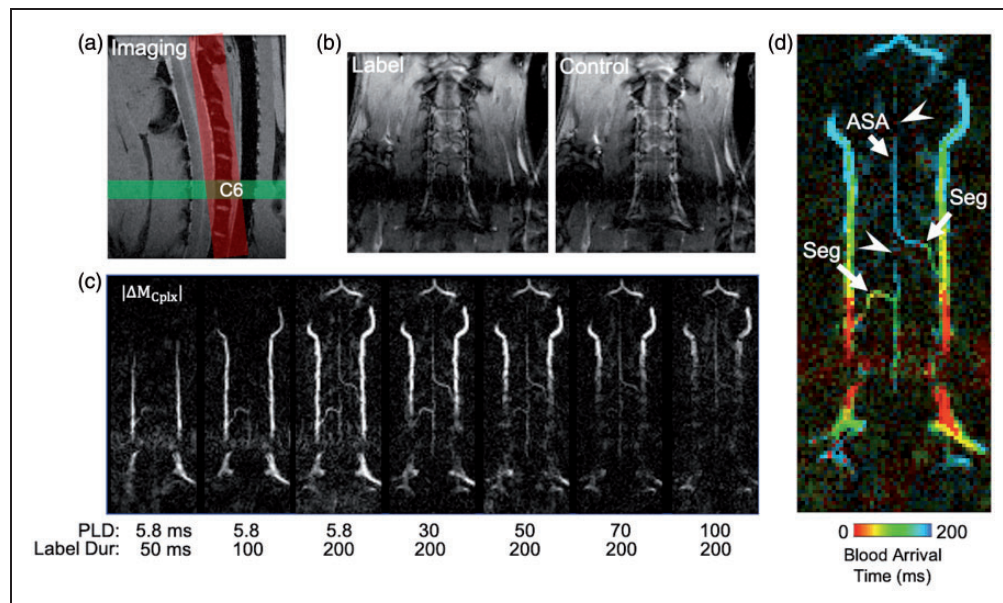 (a)
Imaging
C6
(b)
Label
Control
(c)
|ΔM_Cplx|
PLD: 5.8 ms 5.8 5.8 30 50 70 100
Label Dur: 50 ms 100 200 200 200 200 200
(d)
ASA
Seg
Seg
0 200
Blood Arrival
Time (ms)